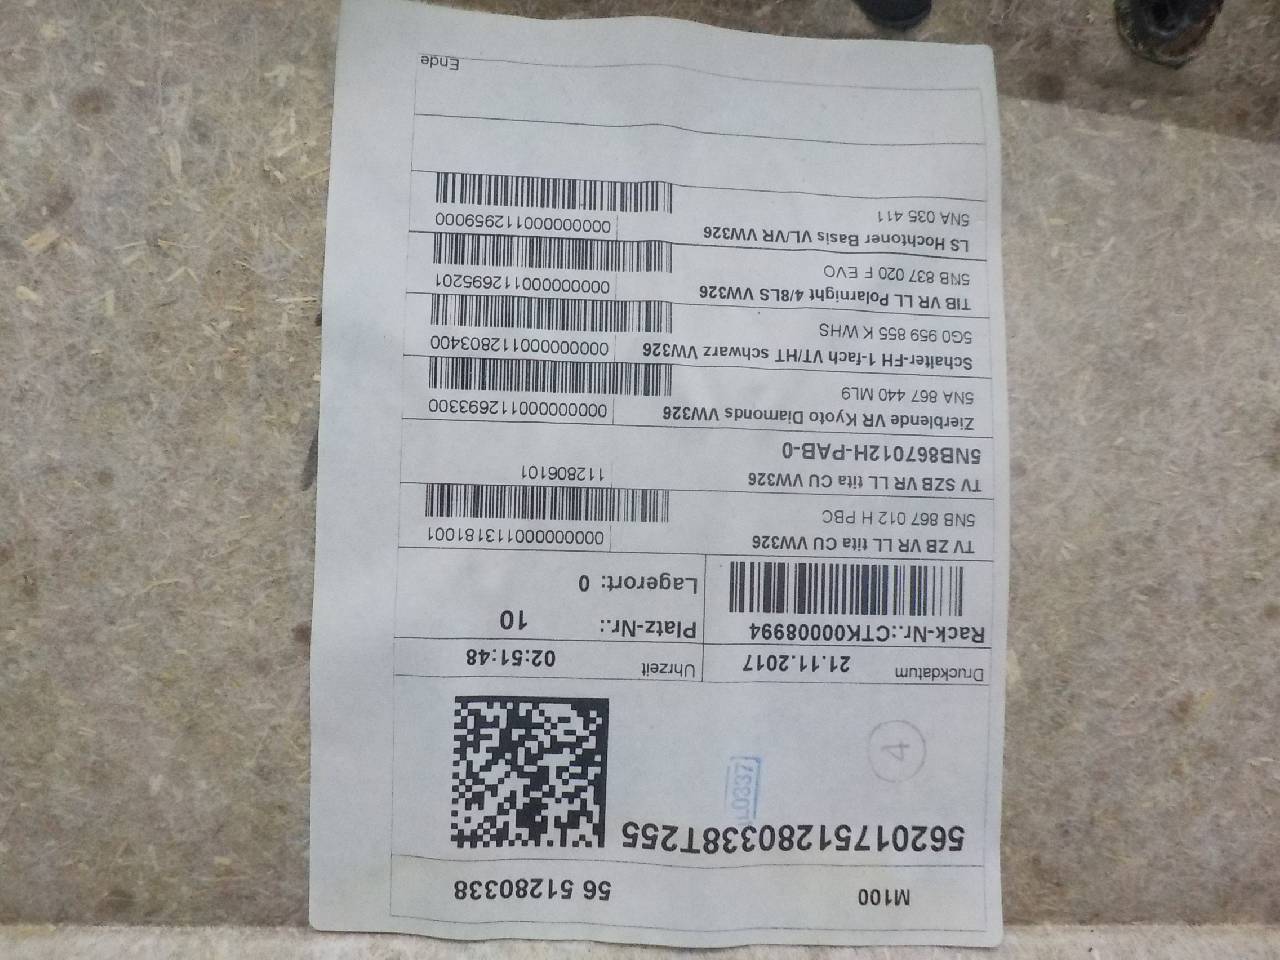 M100 56 51280338
56201751280338T255
L0337
4
Druckdatum 21.11.2017 Uhrzeit 02:51:48
Rack-Nr.:CTK00008994 Platz-Nr.: 10
Lagerort: 0
TV ZB VR LL tita CU VW326 000000000113181001
5NB 867 012 H PBC
TV SZB VR LL tita CU VW326 112806101
5NB867012H-PAB-0
Zierblende VR Kyoto Diamonds VW326 000000000112693300
5NA 867 440 ML9
Schalter-FH 1-fach VT/HT schwarz VW326 000000000112803400
5G0 959 855 K WHS
TIB VR LL Polarnight 4/8LS VW326 000000000112695201
5NB 837 020 F EVO
LS Hochtoner Basis VL/VR VW326 000000000112959000
5NA 035 411
Ende